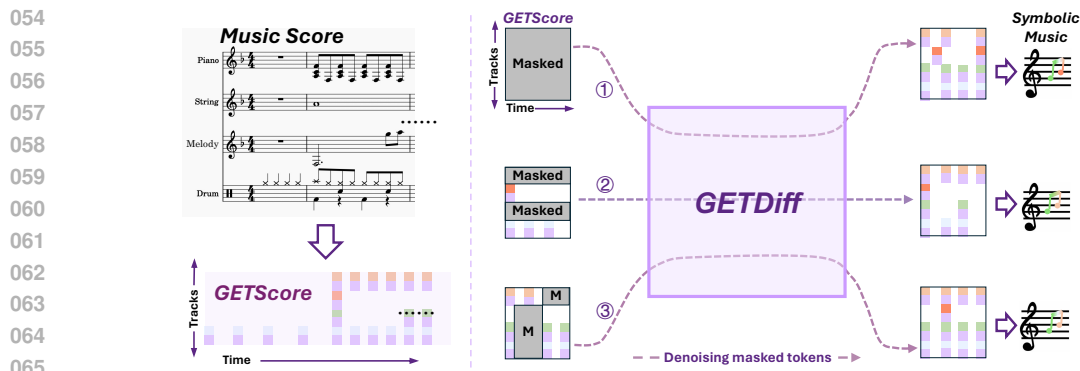 054
055
056
057
058
059
060
061
062
063
064
065
Music Score
Piano
String
Melody
Drum
GETScore
Tracks
Time
GETScore
Tracks
Masked
Time
①
Masked
②
Masked
M
③
M
GETDiff
Denoising masked tokens
Symbolic
Music